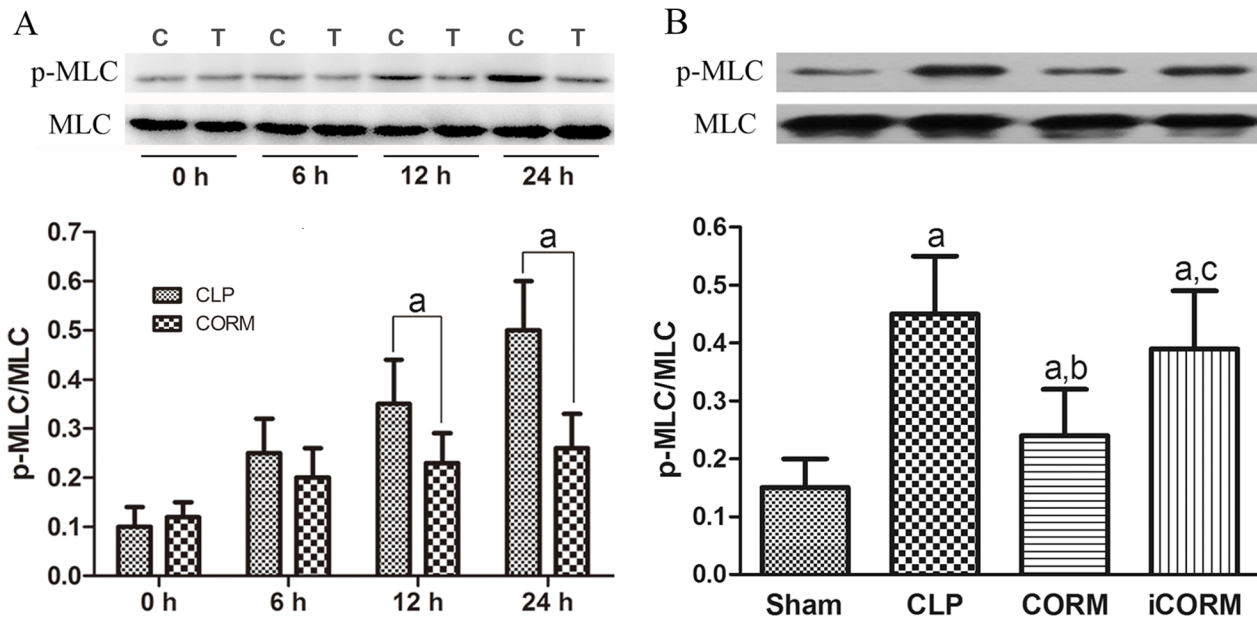 A
C T C T C T C T
p-MLC
MLC
0 h 6 h 12 h 24 h
p-MLC/MLC
0.7
0.6
0.5
0.4
0.3
0.2
0.1
0.0
CLP
CORM
a
a
0 h 6 h 12 h 24 h
B
p-MLC
MLC
p-MLC/MLC
0.6
0.5
0.4
0.3
0.2
0.1
0.0
a
a,b
a,c
Sham CLP CORM iCORM